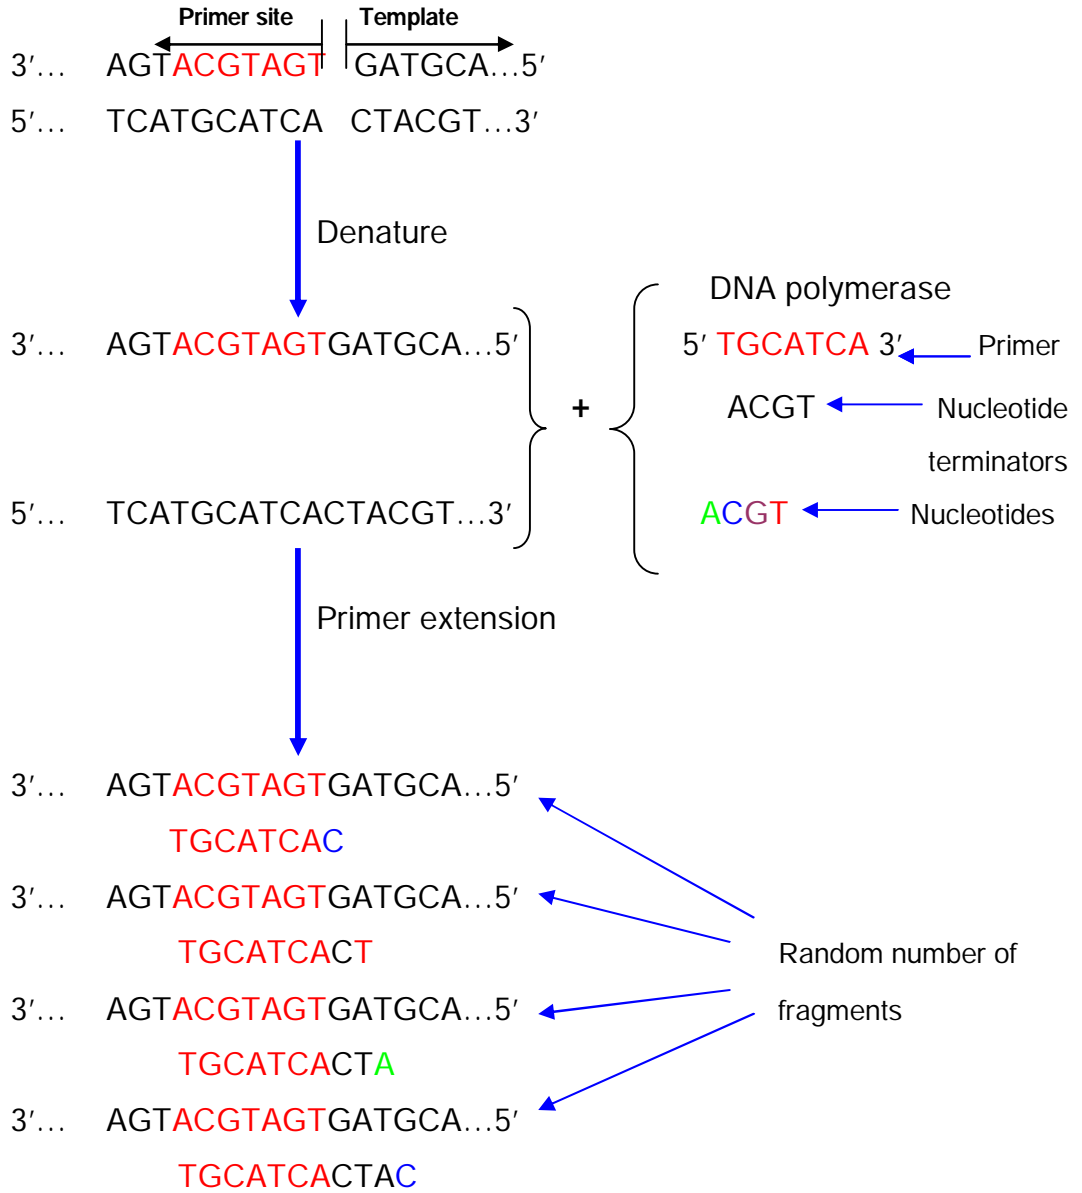 Primer site Template
3′... AGTACGTAGT GATGCA...5′
5′... TCATGCATCA CTACGT...3′
Denature
DNA polymerase
3′... AGTACGTAGTGATGCA...5′
5′ TGCATCA 3′ Primer
+
ACGT Nucleotide
terminators
5′... TCATGCATCACTACGT...3′
ACGT Nucleotides
Primer extension
3′... AGTACGTAGTGATGCA...5′
TGCATCAC
3′... AGTACGTAGTGATGCA...5′
TGCATCACT
Random number of
fragments
3′... AGTACGTAGTGATGCA...5′
TGCATCACTA
3′... AGTACGTAGTGATGCA...5′
TGCATCACTAC